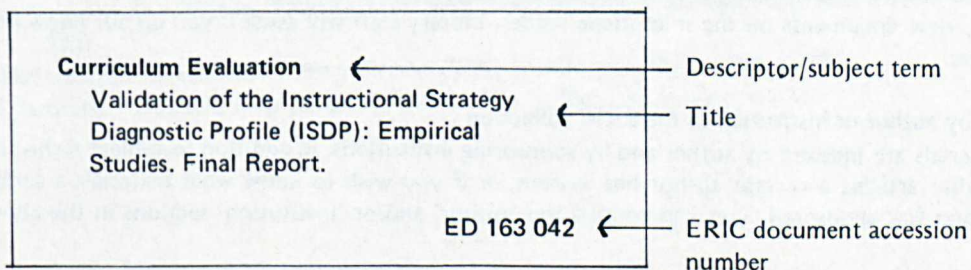 Curriculum Evaluation
Descriptor/subject term
Validation of the Instructional Strategy
Title
Diagnostic Profile (ISDP): Empirical
Studies. Final Report.
ED 163 042
ERIC document accession
number